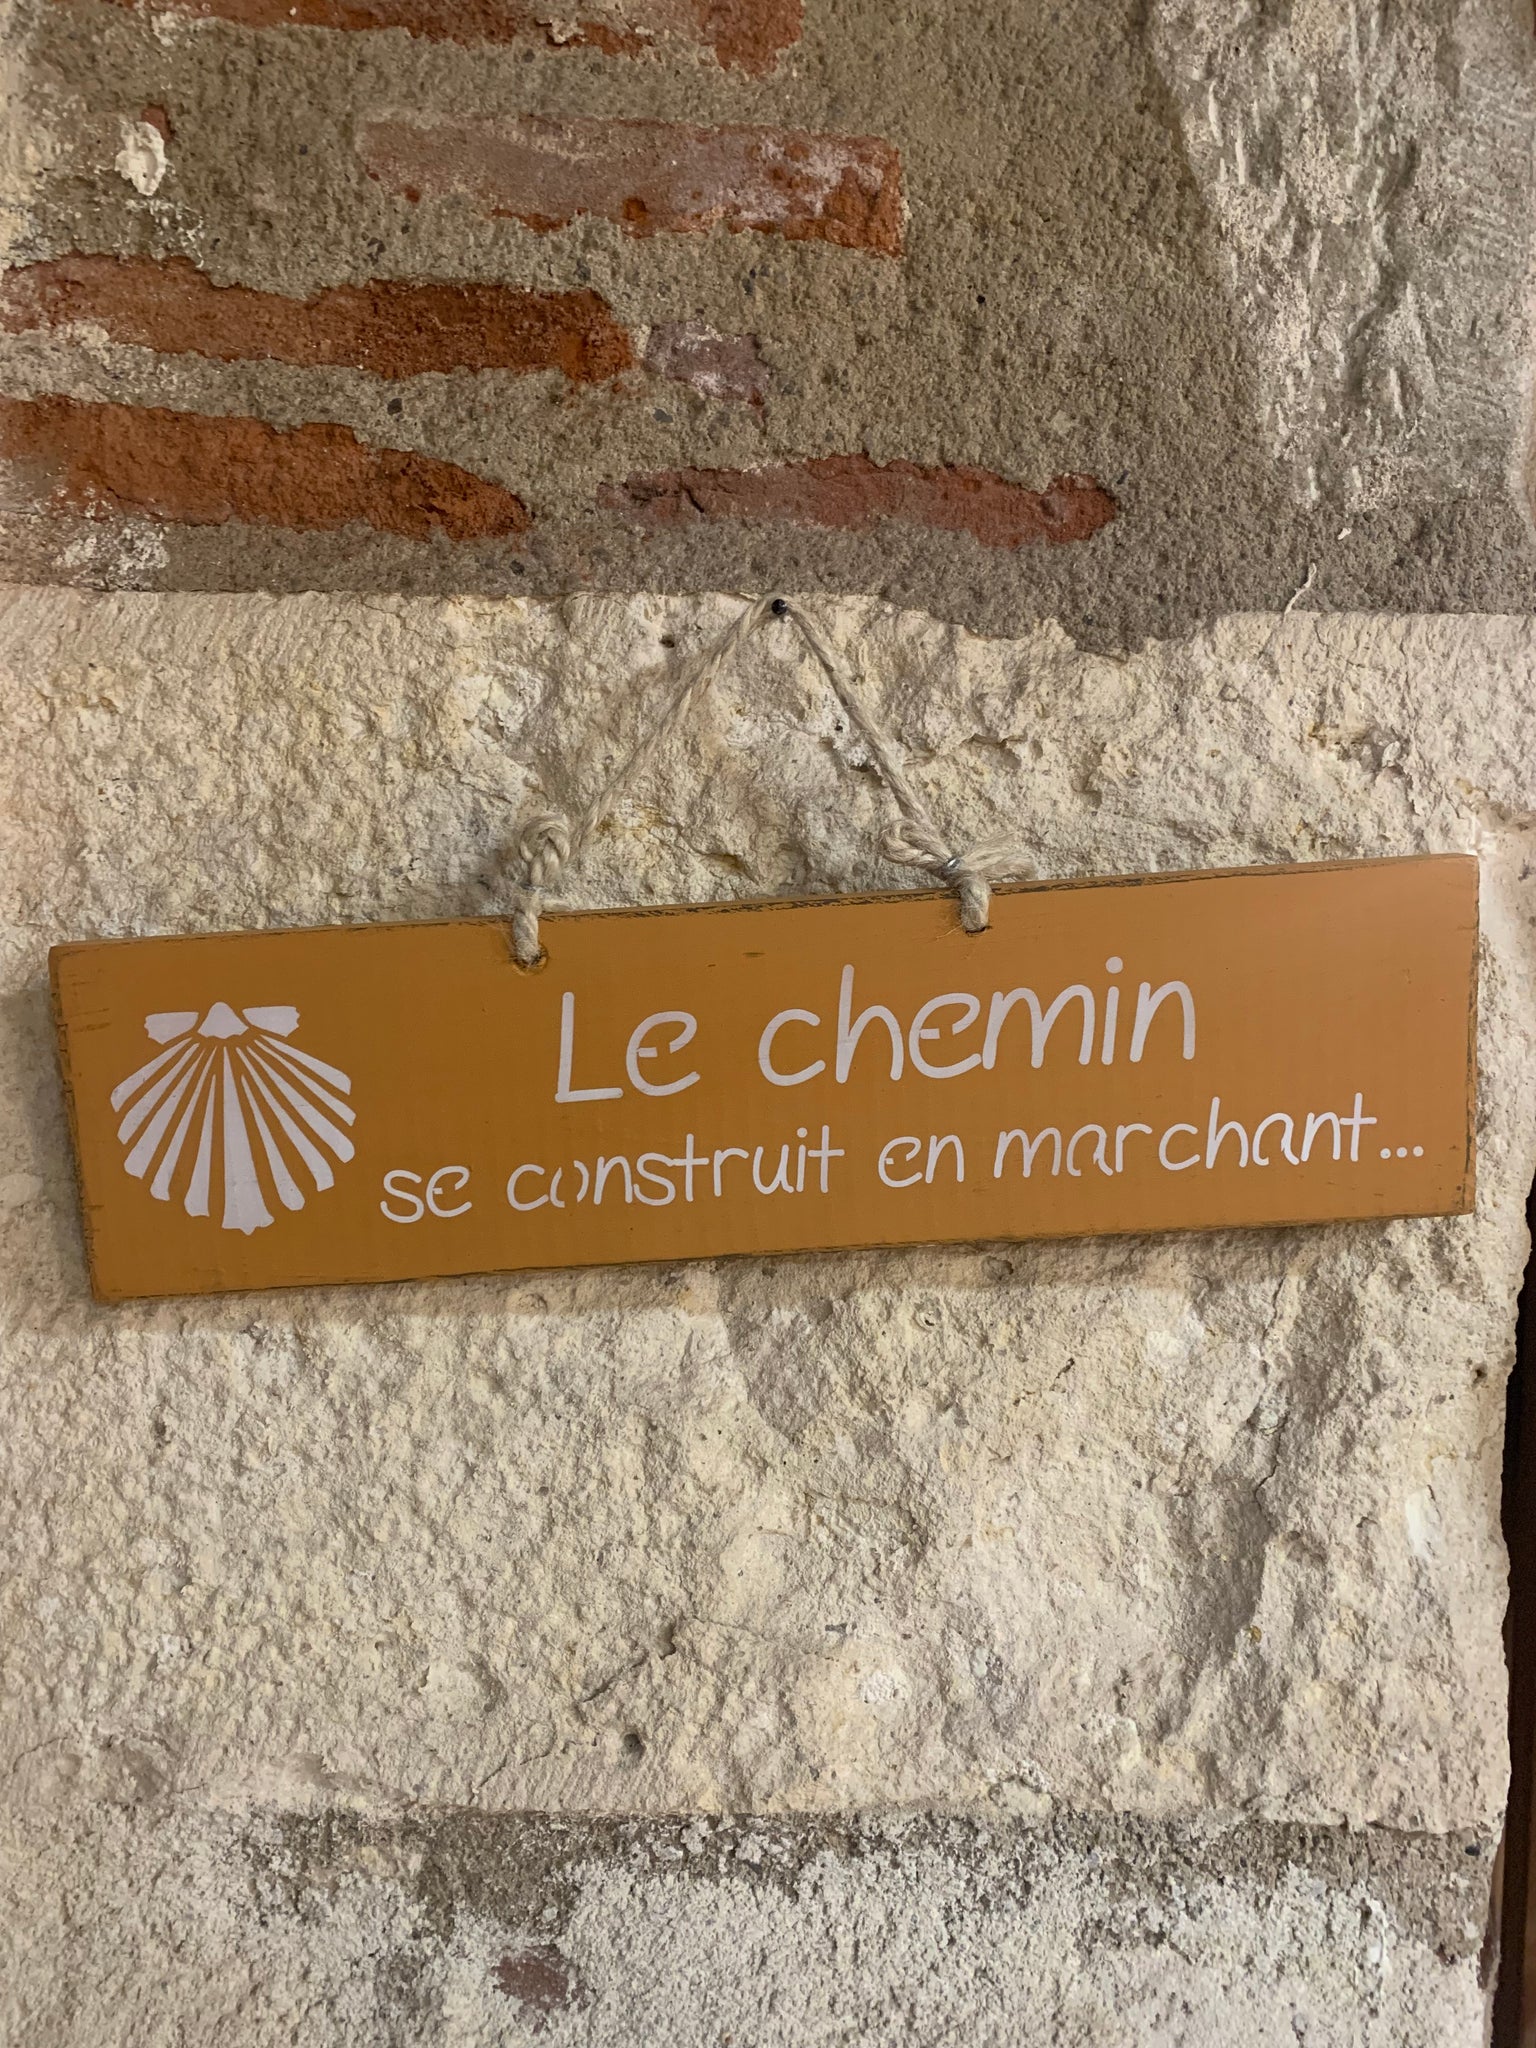 Le chemin
se construit en marchant...